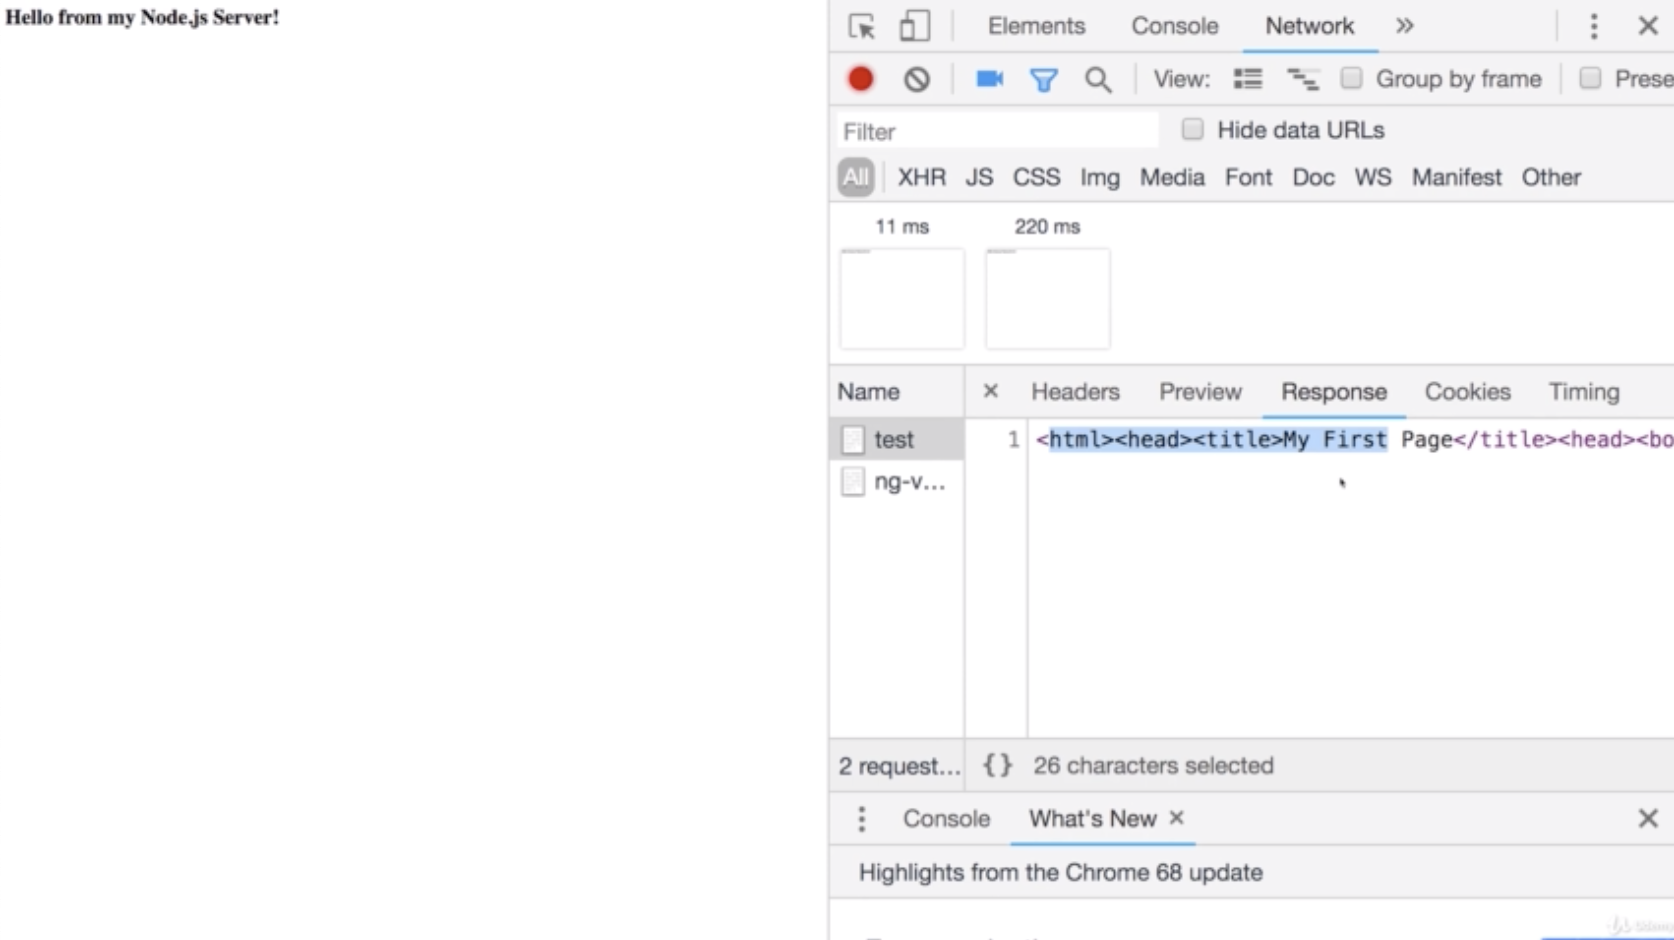 Hello from my Node.js Server!
Elements Console Network »
View: Group by frame Prese
Filter Hide data URLs
All XHR JS CSS Img Media Font Doc WS Manifest Other
11 ms 220 ms
Name × Headers Preview Response Cookies Timing
test 1 <html><head><title>My First Page</title><head><bo
ng-v...
2 request... {} 26 characters selected
Console What's New ×
Highlights from the Chrome 68 update
Udemy